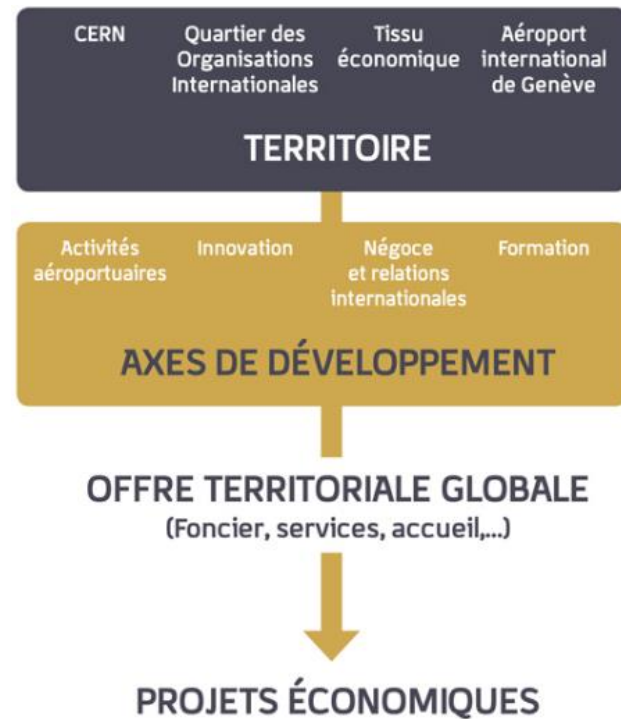 CERN
Quartier des
Organisations
Internationales
Tissu
économique
Aéroport
international
de Genève
TERRITOIRE
Activités
aéroportuaires
Innovation
Négoce
et relations
internationales
Formation
AXES DE DÉVELOPPEMENT
OFFRE TERRITORIALE GLOBALE
(Foncier, services, accueil,...)
PROJETS ÉCONOMIQUES